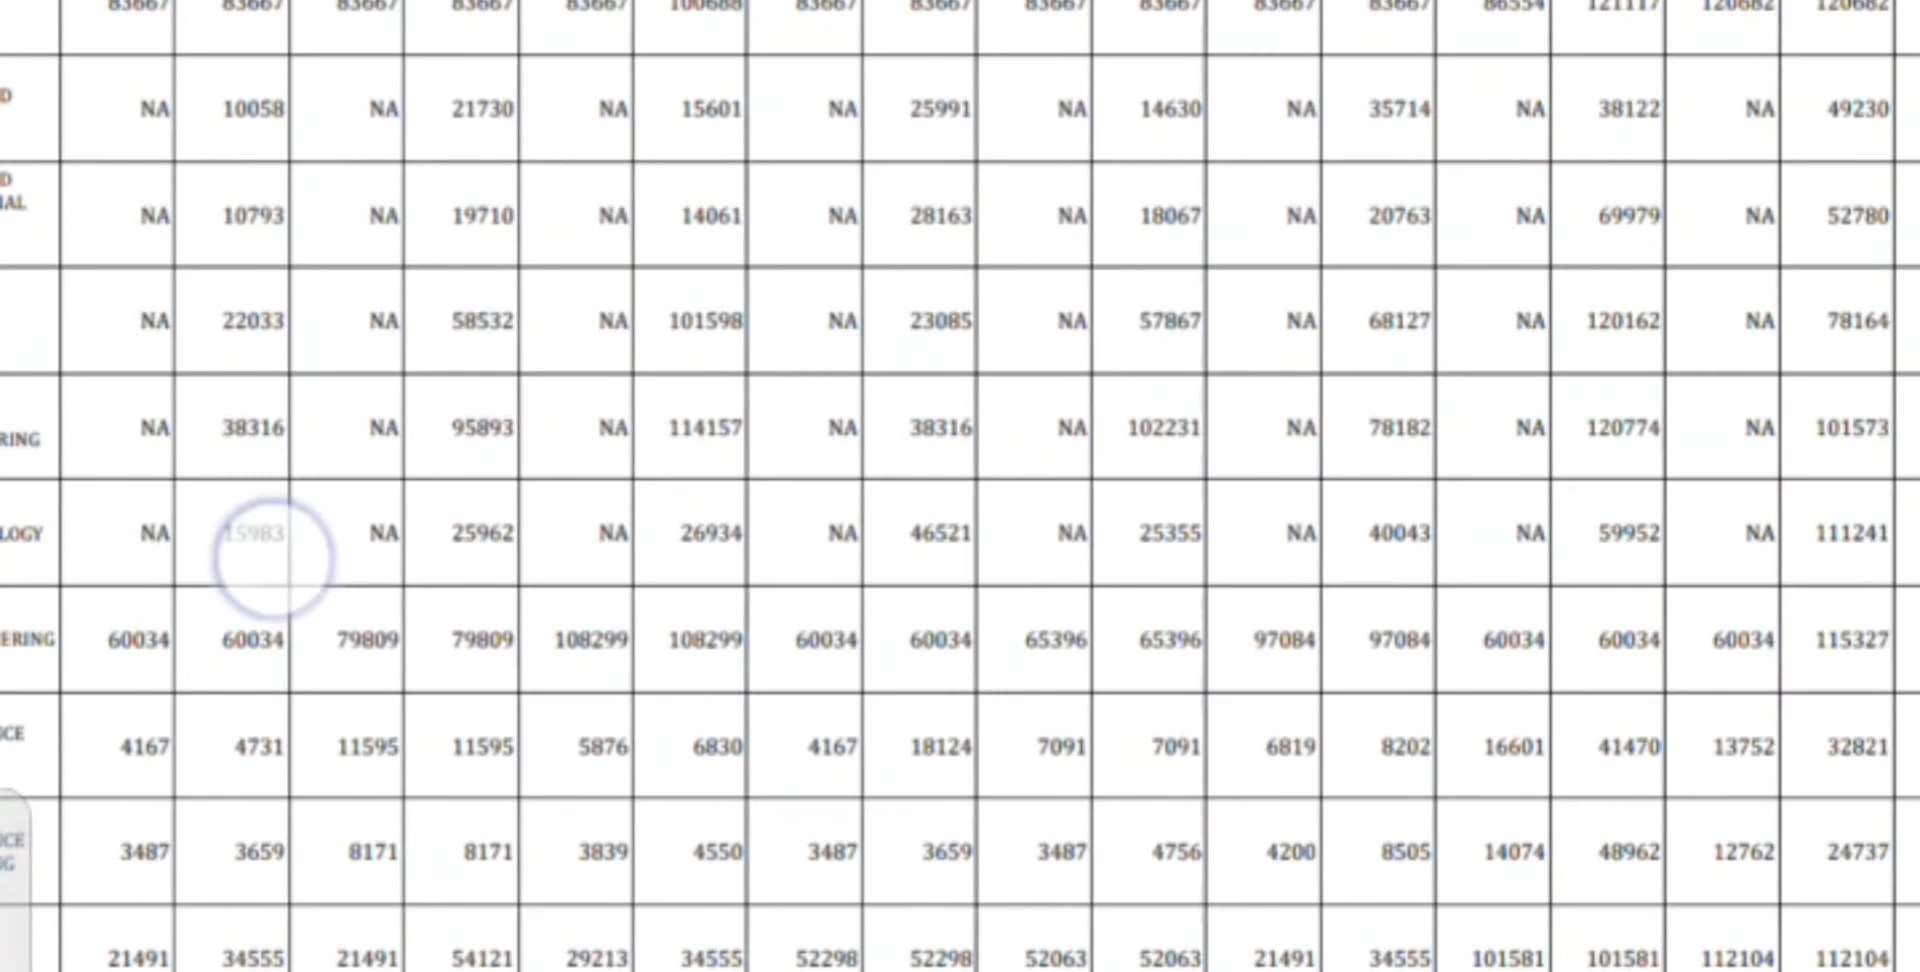 83667 83667 83667 83667 83667 100688 83667 83667 83667 83667 83667 83667 86554 121117 120682 120682
D NA 10058 NA 21730 NA 15601 NA 25991 NA 14630 NA 35714 NA 38122 NA 49230
D
IAL NA 10793 NA 19710 NA 14061 NA 28163 NA 18067 NA 20763 NA 69979 NA 52780
NA 22033 NA 58532 NA 101598 NA 23085 NA 57867 NA 68127 NA 120162 NA 78164
RING NA 38316 NA 95893 NA 114157 NA 38316 NA 102231 NA 78182 NA 120774 NA 101573
LOGY NA 15983 NA 25962 NA 26934 NA 46521 NA 25355 NA 40043 NA 59952 NA 111241
ERING 60034 60034 79809 79809 108299 108299 60034 60034 65396 65396 97084 97084 60034 60034 60034 115327
CE 4167 4731 11595 11595 5876 6830 4167 18124 7091 7091 6819 8202 16601 41470 13752 32821
ICE
G 3487 3659 8171 8171 3839 4550 3487 3659 3487 4756 4200 8505 14074 48962 12762 24737
21491 34555 21491 54121 29213 34555 52298 52298 52063 52063 21491 34555 101581 101581 112104 112104